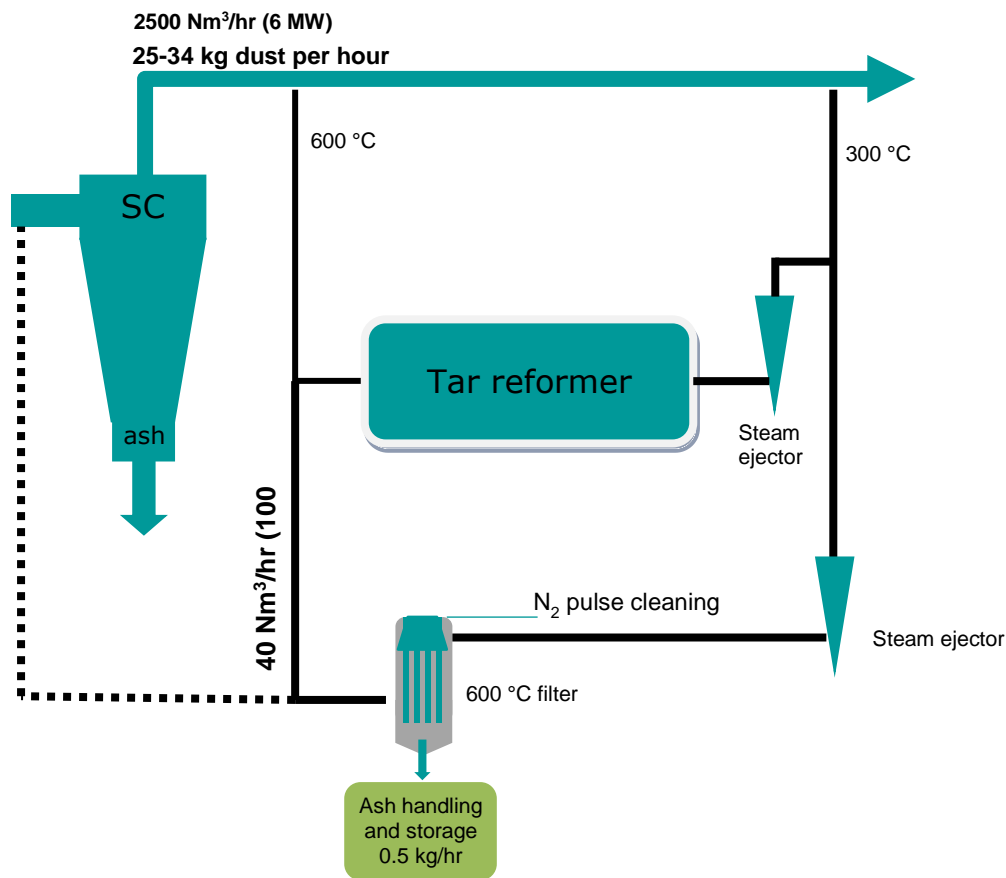 2500 Nm³/hr (6 MW)
25-34 kg dust per hour
600 °C
300 °C
SC
Tar reformer
ash
Steam
ejector
40 Nm³/hr (100
N₂ pulse cleaning
Steam ejector
600 °C filter
Ash handling
and storage
0.5 kg/hr